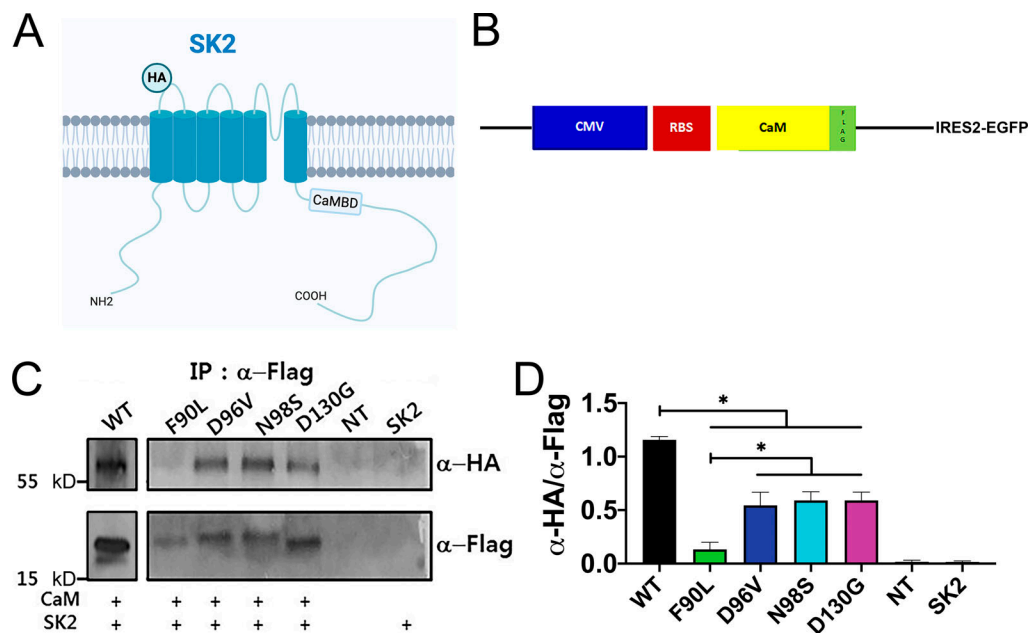 A
SK2
HA
CaMBD
NH2
COOH
B
CMV
RBS
CaM
FLAG
IRES2-EGFP
C
IP : α-Flag
WT
F90L
D96V
N98S
D130G
NT
SK2
α-HA
55 kD
α-Flag
15 kD
CaM + + + + +
SK2 + + + + + +
D
α-HA/α-Flag
1.5
1.0
0.5
0.0
*
*
WT
F90L
D96V
N98S
D130G
NT
SK2